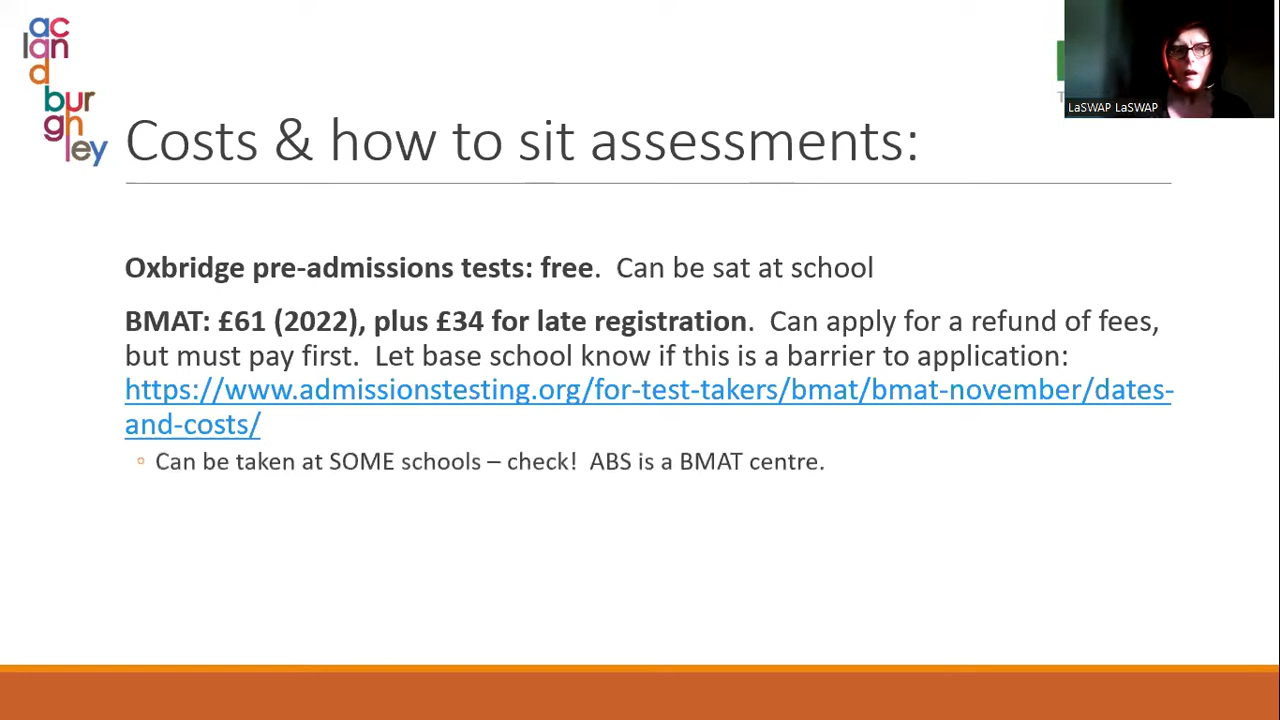 ac
lan
d
bur
gh
ley
LaSWAP LaSWAP
Costs & how to sit assessments:
Oxbridge pre-admissions tests: free.  Can be sat at school
BMAT: £61 (2022), plus £34 for late registration.  Can apply for a refund of fees,
but must pay first.  Let base school know if this is a barrier to application:
https://www.admissionstesting.org/for-test-takers/bmat/bmat-november/dates-
and-costs/
Can be taken at SOME schools – check!  ABS is a BMAT centre.